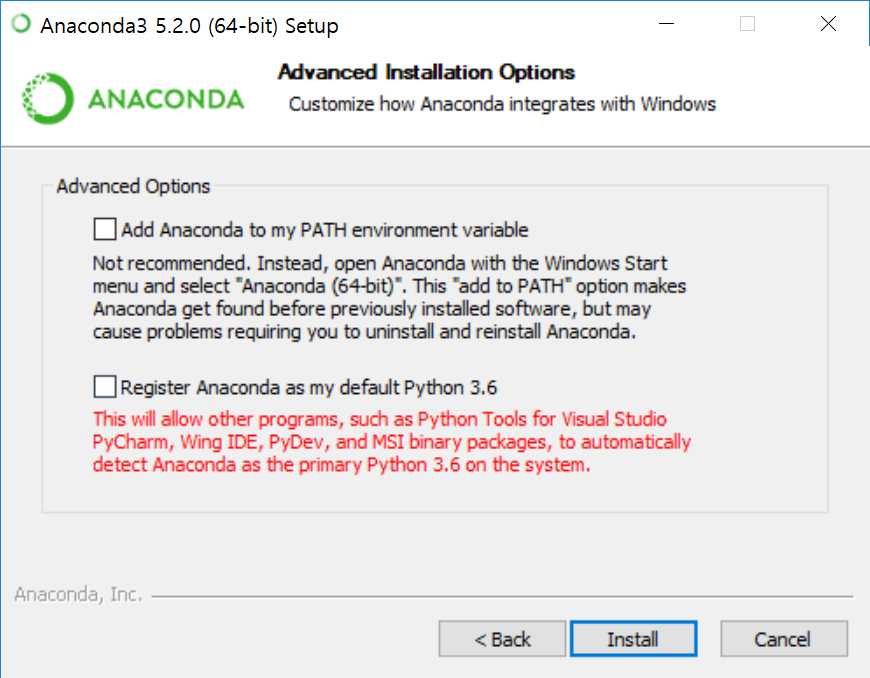 Anaconda3 5.2.0 (64-bit) Setup
ANACONDA
Advanced Installation Options
Customize how Anaconda integrates with Windows
Advanced Options
Add Anaconda to my PATH environment variable
Not recommended. Instead, open Anaconda with the Windows Start
menu and select "Anaconda (64-bit)". This "add to PATH" option makes
Anaconda get found before previously installed software, but may
cause problems requiring you to uninstall and reinstall Anaconda.
Register Anaconda as my default Python 3.6
This will allow other programs, such as Python Tools for Visual Studio
PyCharm, Wing IDE, PyDev, and MSI binary packages, to automatically
detect Anaconda as the primary Python 3.6 on the system.
Anaconda, Inc.
< Back
Install
Cancel